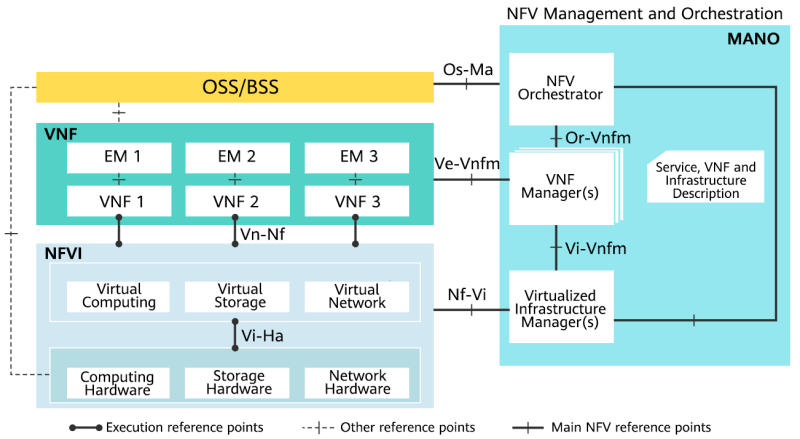 NFV Management and Orchestration
MANO
OSS/BSS
Os-Ma
NFV
Orchestrator
Or-Vnfm
VNF
EM 1
EM 2
EM 3
VNF 1
VNF 2
VNF 3
Ve-Vnfm
VNF
Manager(s)
Service, VNF and
Infrastructure
Description
Vn-Nf
Vi-Vnfm
NFVI
Virtual
Computing
Virtual
Storage
Virtual
Network
Nf-Vi
Virtualized
Infrastructure
Manager(s)
Vi-Ha
Computing
Hardware
Storage
Hardware
Network
Hardware
Execution reference points
Other reference points
Main NFV reference points